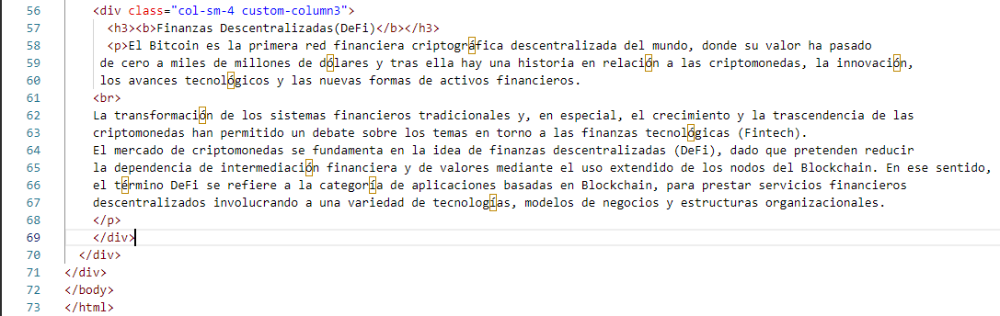 56 <div class="col-sm-4 custom-column3">
57 <h3><b>Finanzas Descentralizadas(DeFi)</b></h3>
58 <p>El Bitcoin es la primera red financiera criptográfica descentralizada del mundo, donde su valor ha pasado
59 de cero a miles de millones de dólares y tras ella hay una historia en relación a las criptomonedas, la innovación,
60 los avances tecnológicos y las nuevas formas de activos financieros.
61 <br>
62 La transformación de los sistemas financieros tradicionales y, en especial, el crecimiento y la trascendencia de las
63 criptomonedas han permitido un debate sobre los temas en torno a las finanzas tecnológicas (Fintech).
64 El mercado de criptomonedas se fundamenta en la idea de finanzas descentralizadas (DeFi), dado que pretenden reducir
65 la dependencia de intermediación financiera y de valores mediante el uso extendido de los nodos del Blockchain. En ese sentido,
66 el término DeFi se refiere a la categoría de aplicaciones basadas en Blockchain, para prestar servicios financieros
67 descentralizados involucrando a una variedad de tecnologías, modelos de negocios y estructuras organizacionales.
68 </p>
69 </div>
70 </div>
71 </div>
72 </body>
73 </html>